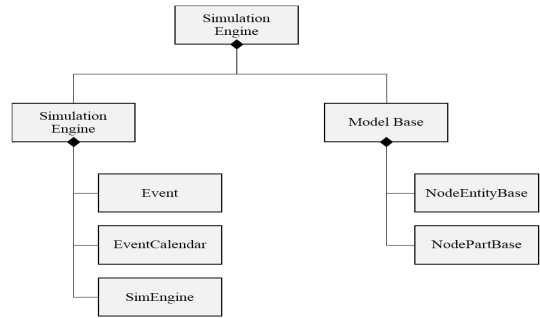 Simulation
Engine
Simulation
Engine
Model Base
Event
EventCalendar
SimEngine
NodeEntityBase
NodePartBase